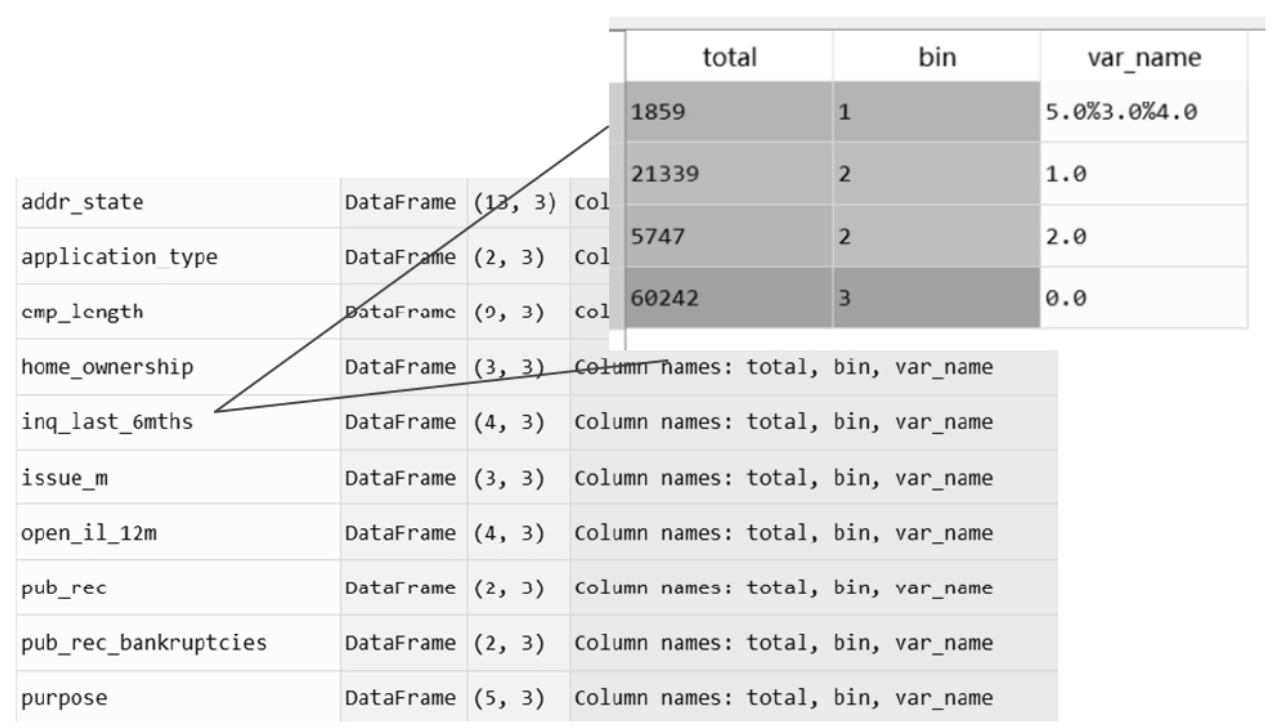 total bin var_name
1859 1 5.0%3.0%4.0
21339 2 1.0
5747 2 2.0
60242 3 0.0
addr_state DataFrame (13, 3) Col
application_type DataFrame (2, 3) Col
emp_length DataFrame (9, 3) Col
home_ownership DataFrame (3, 3) Column names: total, bin, var_name
inq_last_6mths DataFrame (4, 3) Column names: total, bin, var_name
issue_m DataFrame (3, 3) Column names: total, bin, var_name
open_il_12m DataFrame (4, 3) Column names: total, bin, var_name
pub_rec DataFrame (2, 3) Column names: total, bin, var_name
pub_rec_bankruptcies DataFrame (2, 3) Column names: total, bin, var_name
purpose DataFrame (5, 3) Column names: total, bin, var_name